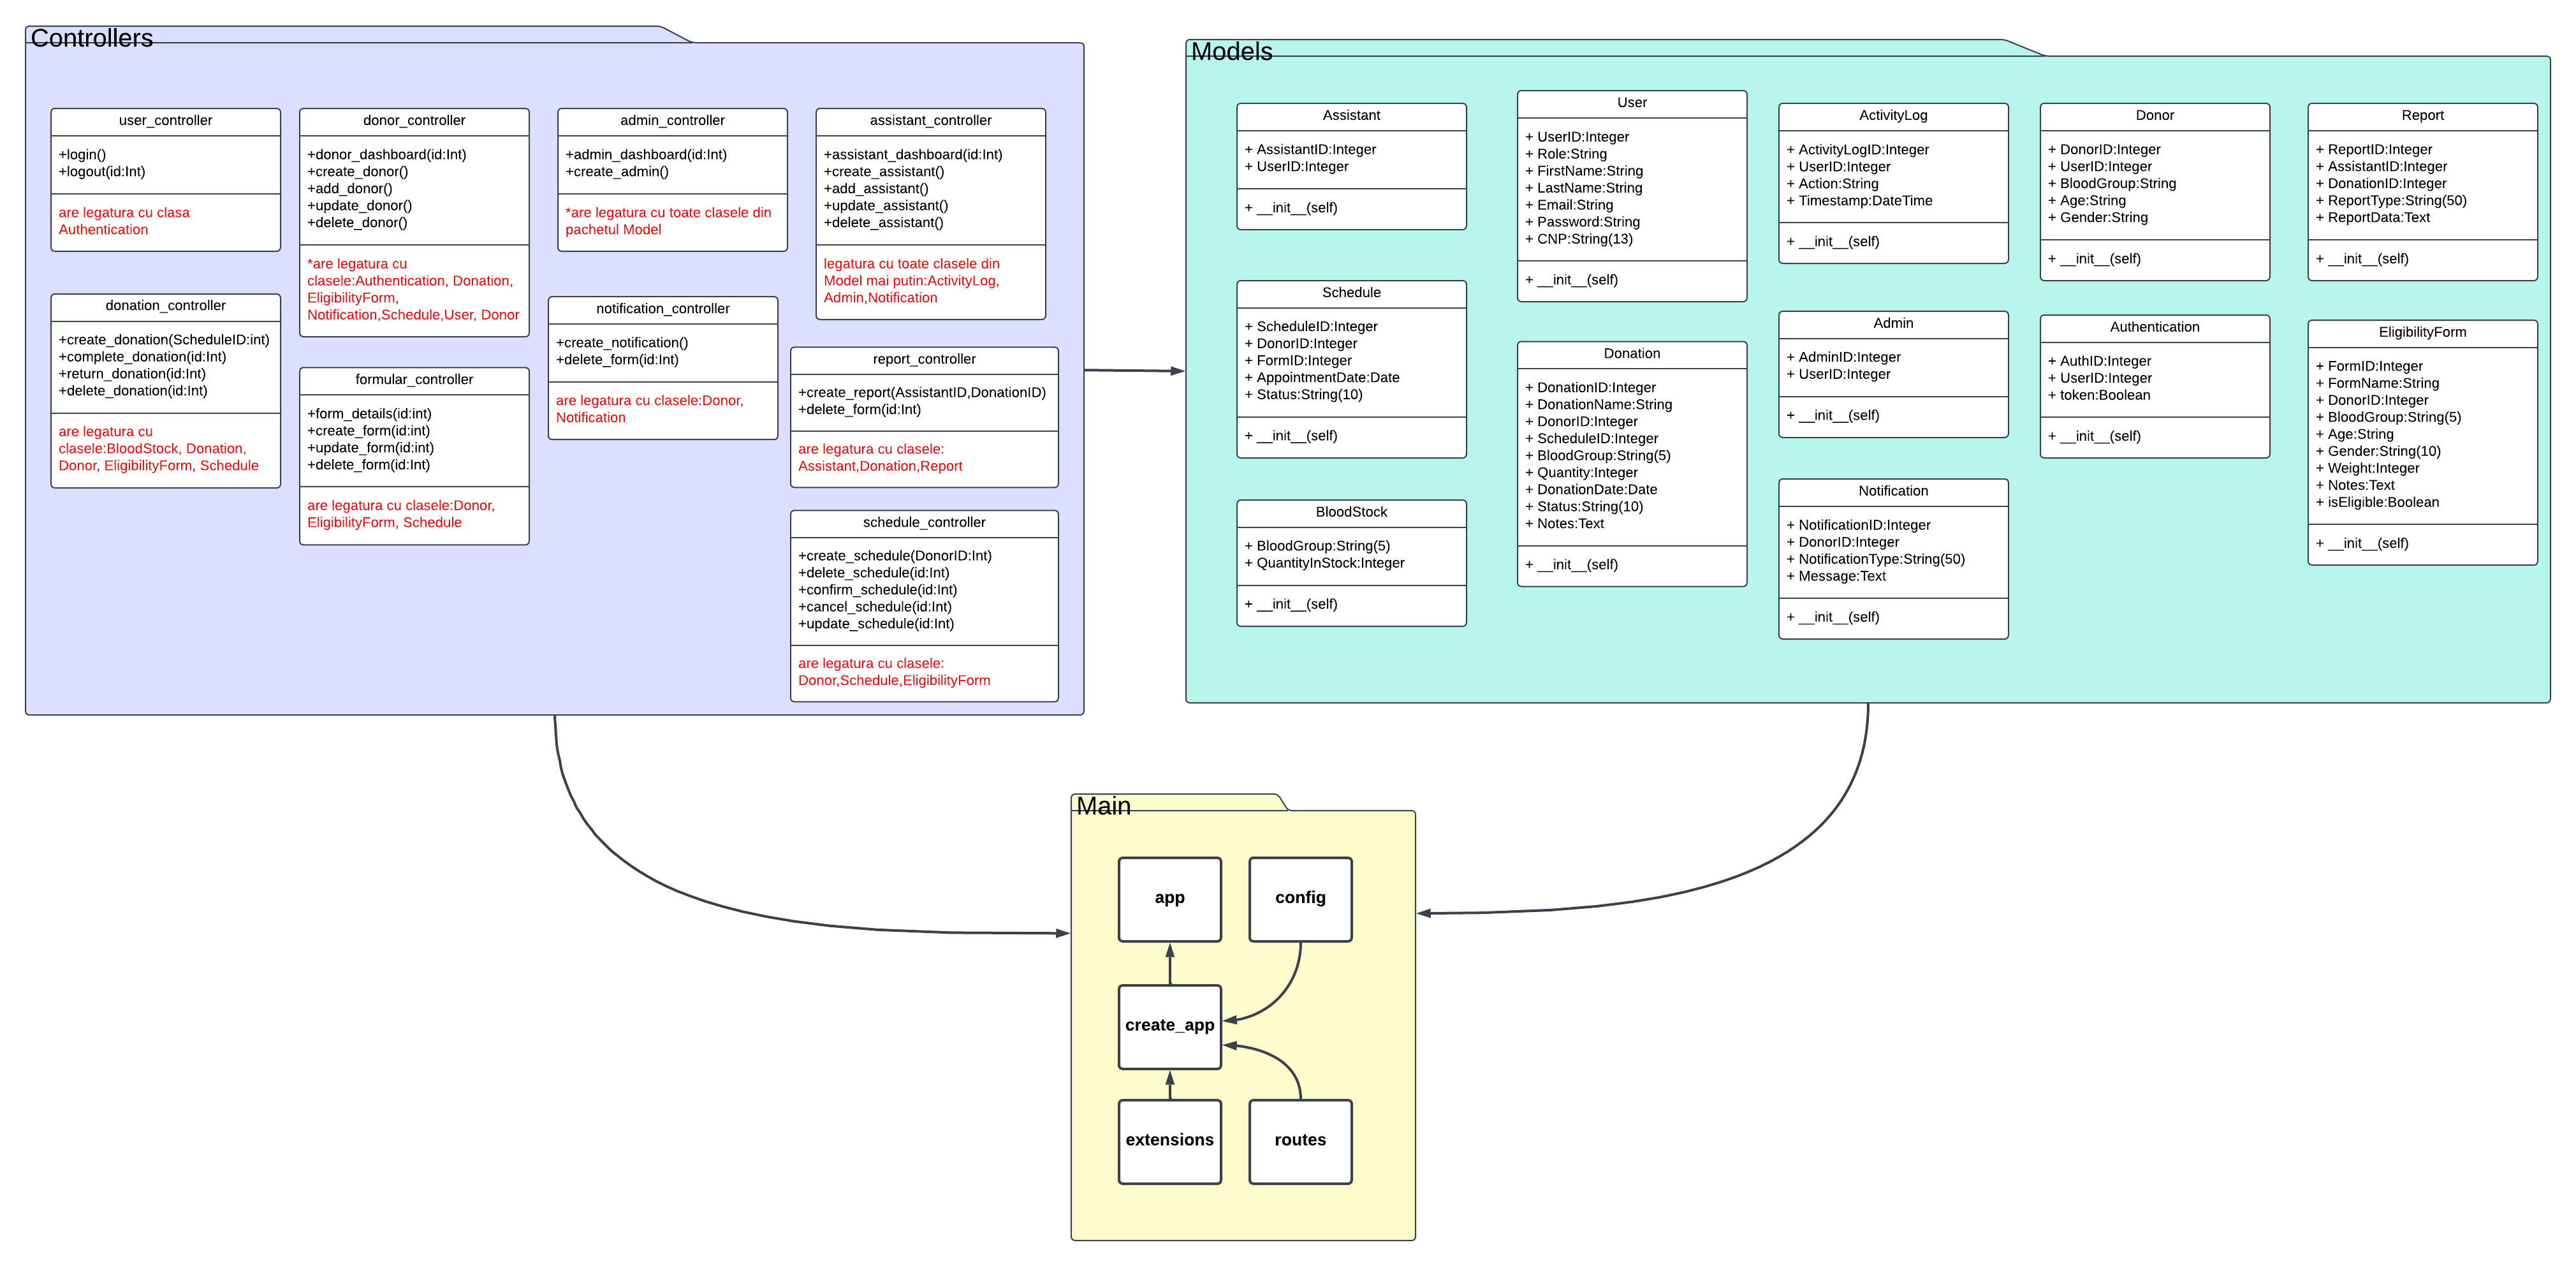 Controllers
user_controller
+login()
+logout(id:Int)
are legatura cu clasa
Authentication
donor_controller
+donor_dashboard(id:Int)
+create_donor()
+add_donor()
+update_donor()
+delete_donor()
*are legatura cu
clasele:Authentication, Donation,
EligibilityForm,
Notification,Schedule,User, Donor
admin_controller
+admin_dashboard(id:Int)
+create_admin()
*are legatura cu toate clasele din
pachetul Model
assistant_controller
+assistant_dashboard(id:Int)
+create_assistant()
+add_assistant()
+update_assistant()
+delete_assistant()
legatura cu toate clasele din
Model mai putin:ActivityLog,
Admin,Notification
donation_controller
+create_donation(ScheduleID:int)
+complete_donation(id:Int)
+return_donation(id:Int)
+delete_donation(id:Int)
are legatura cu
clasele:BloodStock, Donation,
Donor, EligibilityForm, Schedule
formular_controller
+form_details(id:int)
+create_form(id:int)
+update_form(id:int)
+delete_form(id:Int)
are legatura cu clasele:Donor,
EligibilityForm, Schedule
notification_controller
+create_notification()
+delete_form(id:Int)
are legatura cu clasele:Donor,
Notification
report_controller
+create_report(AssistantID,DonationID)
+delete_form(id:Int)
are legatura cu clasele:
Assistant,Donation,Report
schedule_controller
+create_schedule(DonorID:Int)
+delete_schedule(id:Int)
+confirm_schedule(id:Int)
+cancel_schedule(id:Int)
+update_schedule(id:Int)
are legatura cu clasele:
Donor,Schedule,EligibilityForm
Models
Assistant
+ AssistantID:Integer
+ UserID:Integer
+ __init__(self)
User
+ UserID:Integer
+ Role:String
+ FirstName:String
+ LastName:String
+ Email:String
+ Password:String
+ CNP:String(13)
+ __init__(self)
ActivityLog
+ ActivityLogID:Integer
+ UserID:Integer
+ Action:String
+ Timestamp:DateTime
+ __init__(self)
Donor
+ DonorID:Integer
+ UserID:Integer
+ BloodGroup:String
+ Age:String
+ Gender:String
+ __init__(self)
Report
+ ReportID:Integer
+ AssistantID:Integer
+ DonationID:Integer
+ ReportType:String(50)
+ ReportData:Text
+ __init__(self)
Schedule
+ ScheduleID:Integer
+ DonorID:Integer
+ FormID:Integer
+ AppointmentDate:Date
+ Status:String(10)
+ __init__(self)
Donation
+ DonationID:Integer
+ DonationName:String
+ DonorID:Integer
+ ScheduleID:Integer
+ BloodGroup:String(5)
+ Quantity:Integer
+ DonationDate:Date
+ Status:String(10)
+ Notes:Text
+ __init__(self)
Admin
+ AdminID:Integer
+ UserID:Integer
+ __init__(self)
Authentication
+ AuthID:Integer
+ UserID:Integer
+ token:Boolean
+ __init__(self)
EligibilityForm
+ FormID:Integer
+ FormName:String
+ DonorID:Integer
+ BloodGroup:String(5)
+ Age:String
+ Gender:String(10)
+ Weight:Integer
+ Notes:Text
+ isEligible:Boolean
+ __init__(self)
BloodStock
+ BloodGroup:String(5)
+ QuantityInStock:Integer
+ __init__(self)
Notification
+ NotificationID:Integer
+ DonorID:Integer
+ NotificationType:String(50)
+ Message:Text
+ __init__(self)
Main
app
config
create_app
extensions
routes